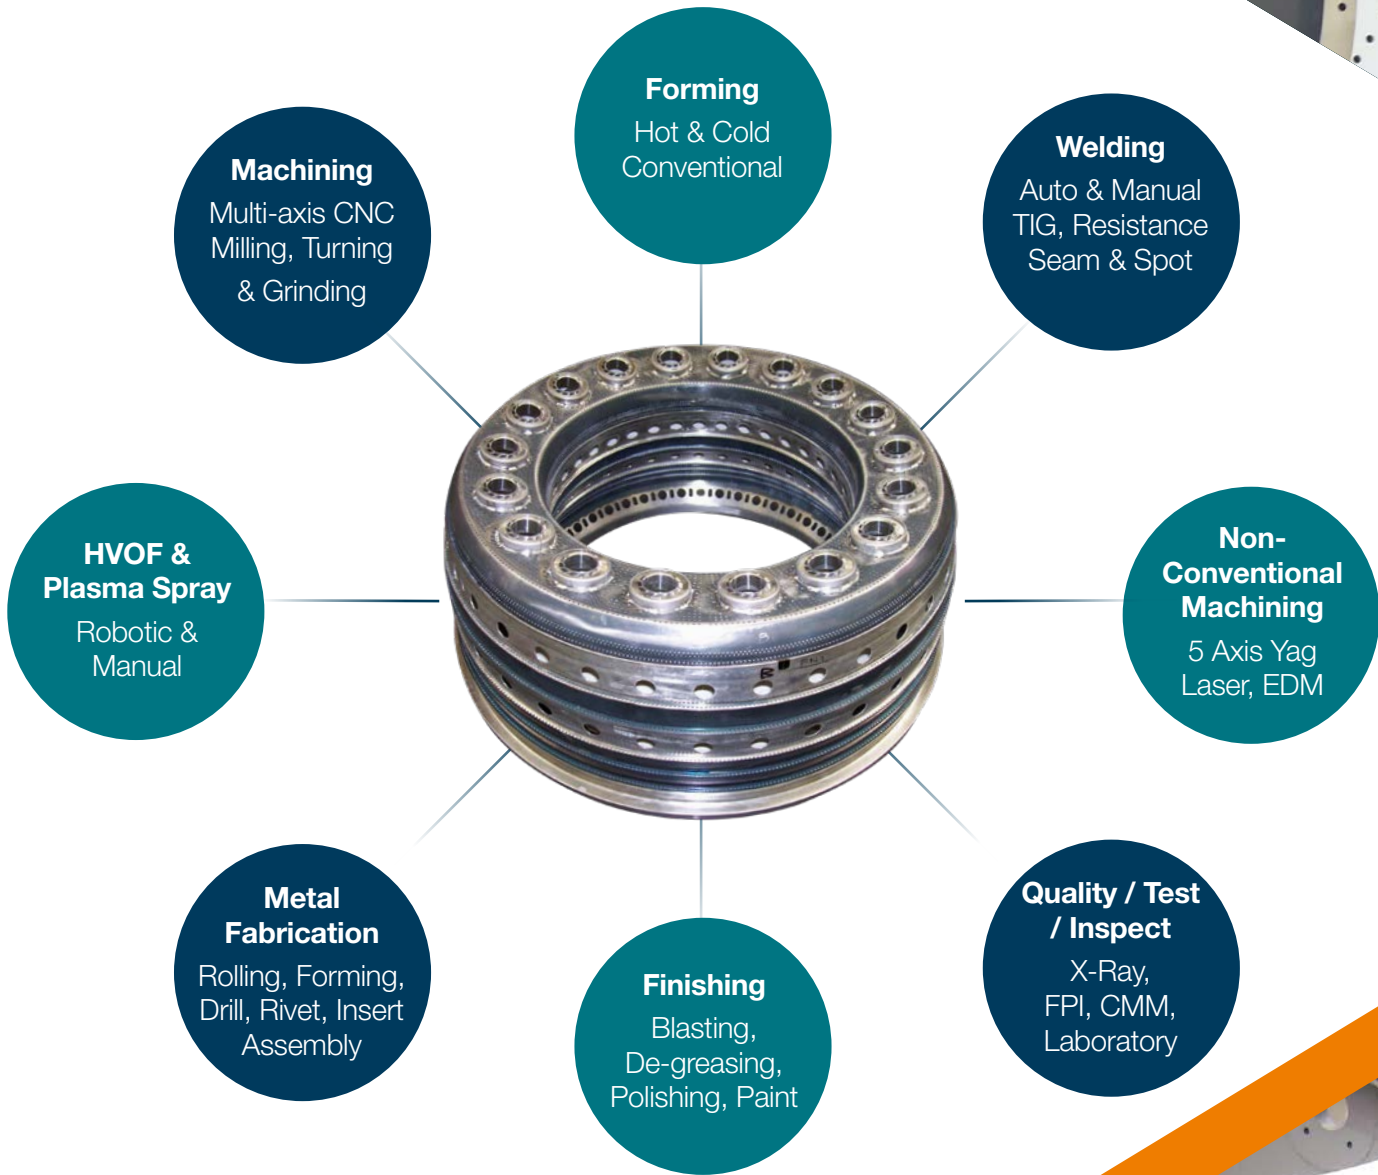 Forming
Hot & Cold
Conventional
Welding
Auto & Manual
TIG, Resistance
Seam & Spot
Machining
Multi-axis CNC
Milling, Turning
& Grinding
HVOF &
Plasma Spray
Robotic &
Manual
Non-
Conventional
Machining
5 Axis Yag
Laser, EDM
Metal
Fabrication
Rolling, Forming,
Drill, Rivet, Insert
Assembly
Finishing
Blasting,
De-greasing,
Polishing, Paint
Quality / Test
/ Inspect
X-Ray,
FPI, CMM,
Laboratory